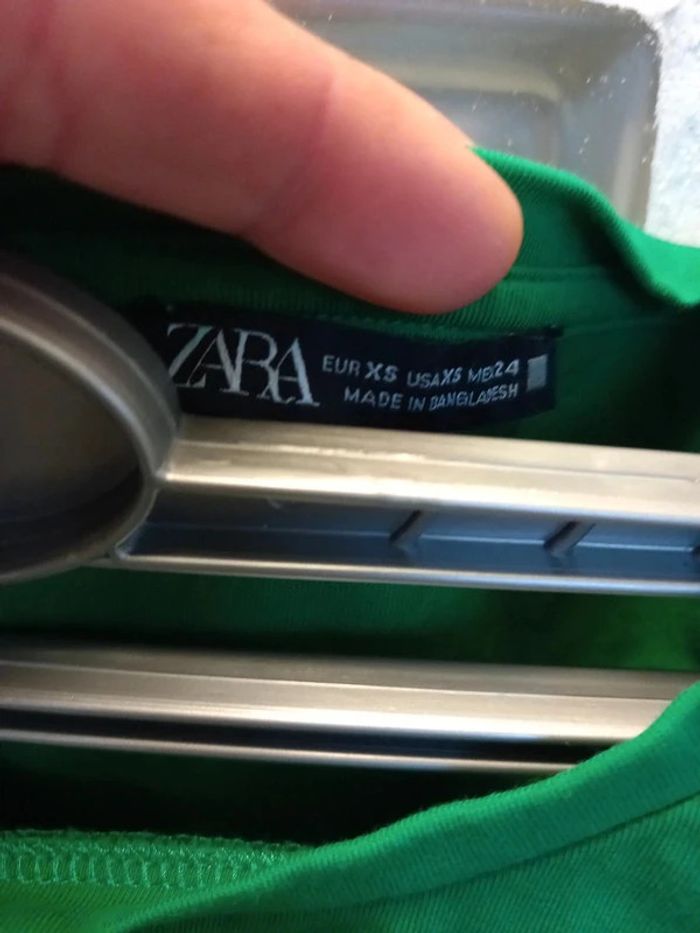 ZARA
EUR XS USA XS MEX 24
MADE IN BANGLADESH